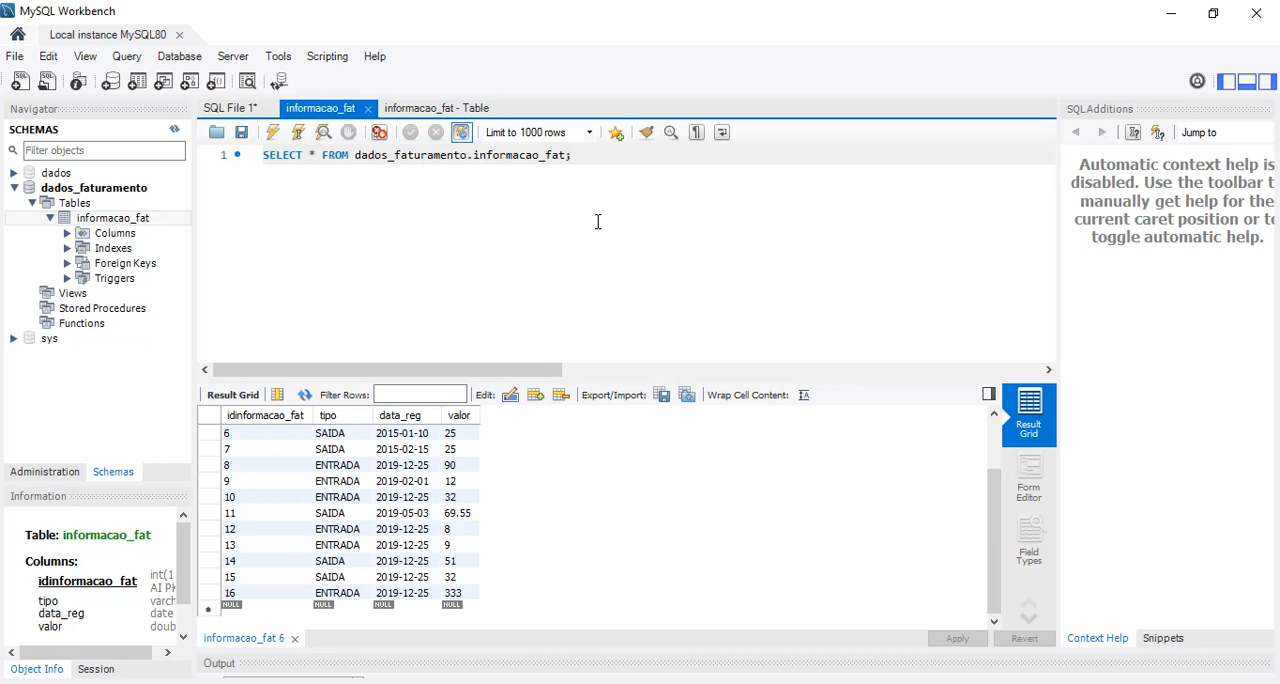 MySQL Workbench
Local instance MySQL80
File Edit View Query Database Server Tools Scripting Help
Navigator
SCHEMAS
Filter objects
dados
dados_faturamento
Tables
informacao_fat
Columns
Indexes
Foreign Keys
Triggers
Views
Stored Procedures
Functions
sys
Administration Schemas
Information
Table: informacao_fat
Columns:
idinformacao_fat int(1
AI PK
tipo varch
data_reg date
valor doub
Object Info Session
SQL File 1* informacao_fat informacao_fat - Table
Limit to 1000 rows
1 SELECT * FROM dados_faturamento.informacao_fat;
Result Grid Filter Rows: Edit: Export/Import: Wrap Cell Content:
idinformacao_fat tipo data_reg valor
6 SAIDA 2015-01-10 25
7 SAIDA 2015-02-15 25
8 ENTRADA 2019-12-25 90
9 ENTRADA 2019-02-01 12
10 ENTRADA 2019-12-25 32
11 SAIDA 2019-05-03 69.55
12 ENTRADA 2019-12-25 8
13 ENTRADA 2019-12-25 9
14 SAIDA 2019-12-25 51
15 SAIDA 2019-12-25 32
16 ENTRADA 2019-12-25 333
NULL NULL NULL NULL
informacao_fat 6
Apply Revert
Output
Result
Grid
Form
Editor
Field
Types
SQLAdditions
Jump to
Automatic context help is
disabled. Use the toolbar t
manually get help for the
current caret position or to
toggle automatic help.
Context Help Snippets